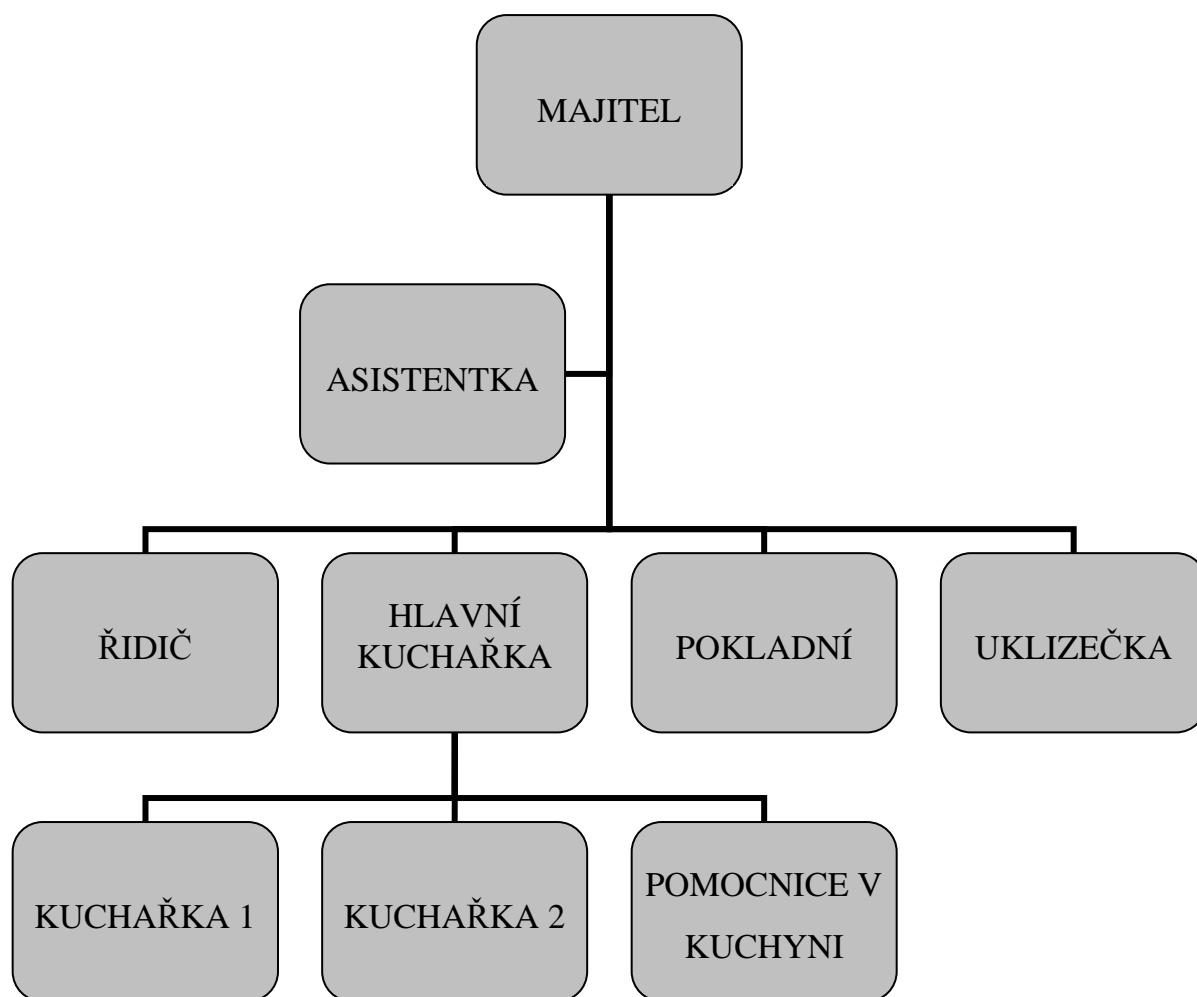 MAJITEL
ASISTENTKA
ŘIDIČ
HLAVNÍ
KUCHAŘKA
POKLADNÍ
UKLIZEČKA
KUCHAŘKA 1
KUCHAŘKA 2
POMOCNICE V
KUCHYNI